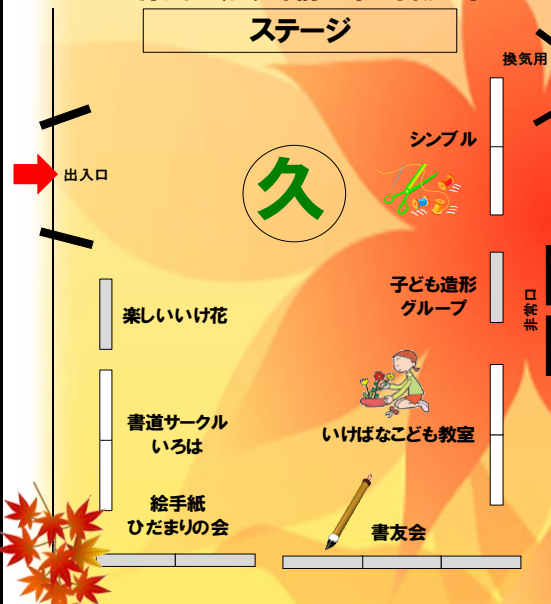 ステージ
換気用
シンブル
出入口
久
子ども造形
グループ
非常口
楽しいいけ花
書道サークル
いろは
いけばなこども教室
絵手紙
ひだまりの会
書友会